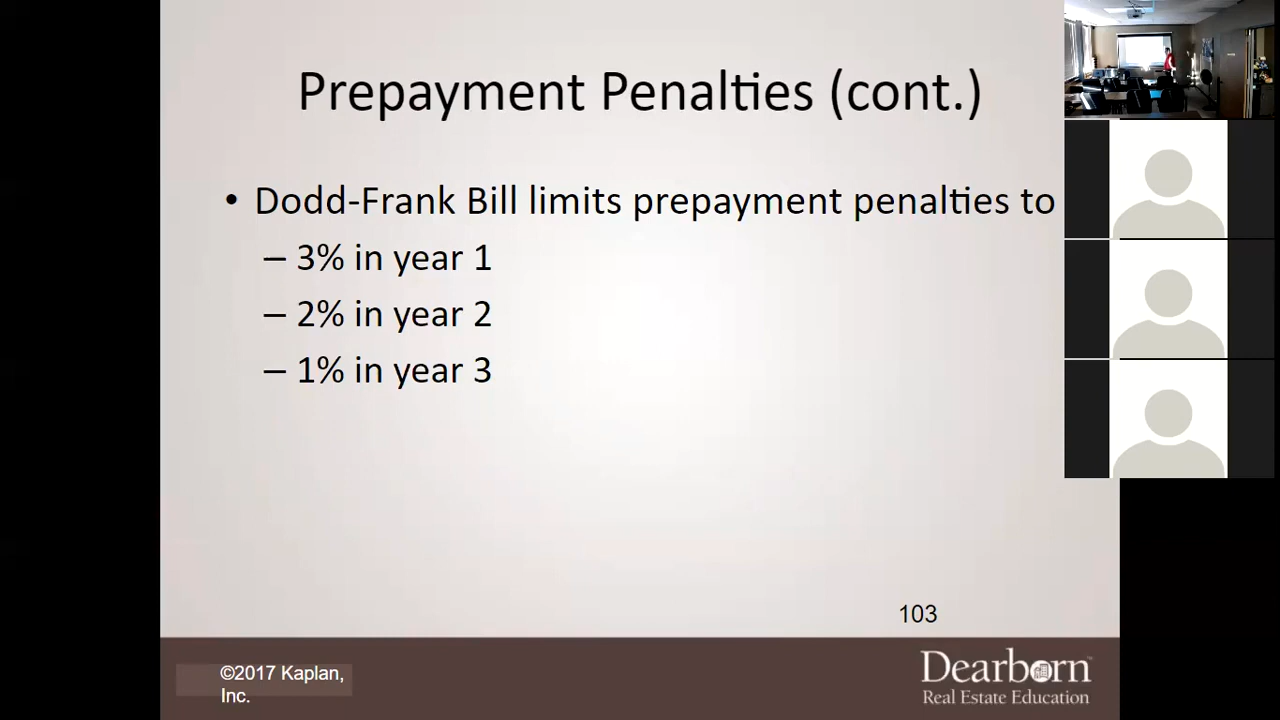 Prepayment Penalties (cont.)
• Dodd-Frank Bill limits prepayment penalties to
– 3% in year 1
– 2% in year 2
– 1% in year 3
103
©2017 Kaplan,
Inc.
Dearborn™
Real Estate Education